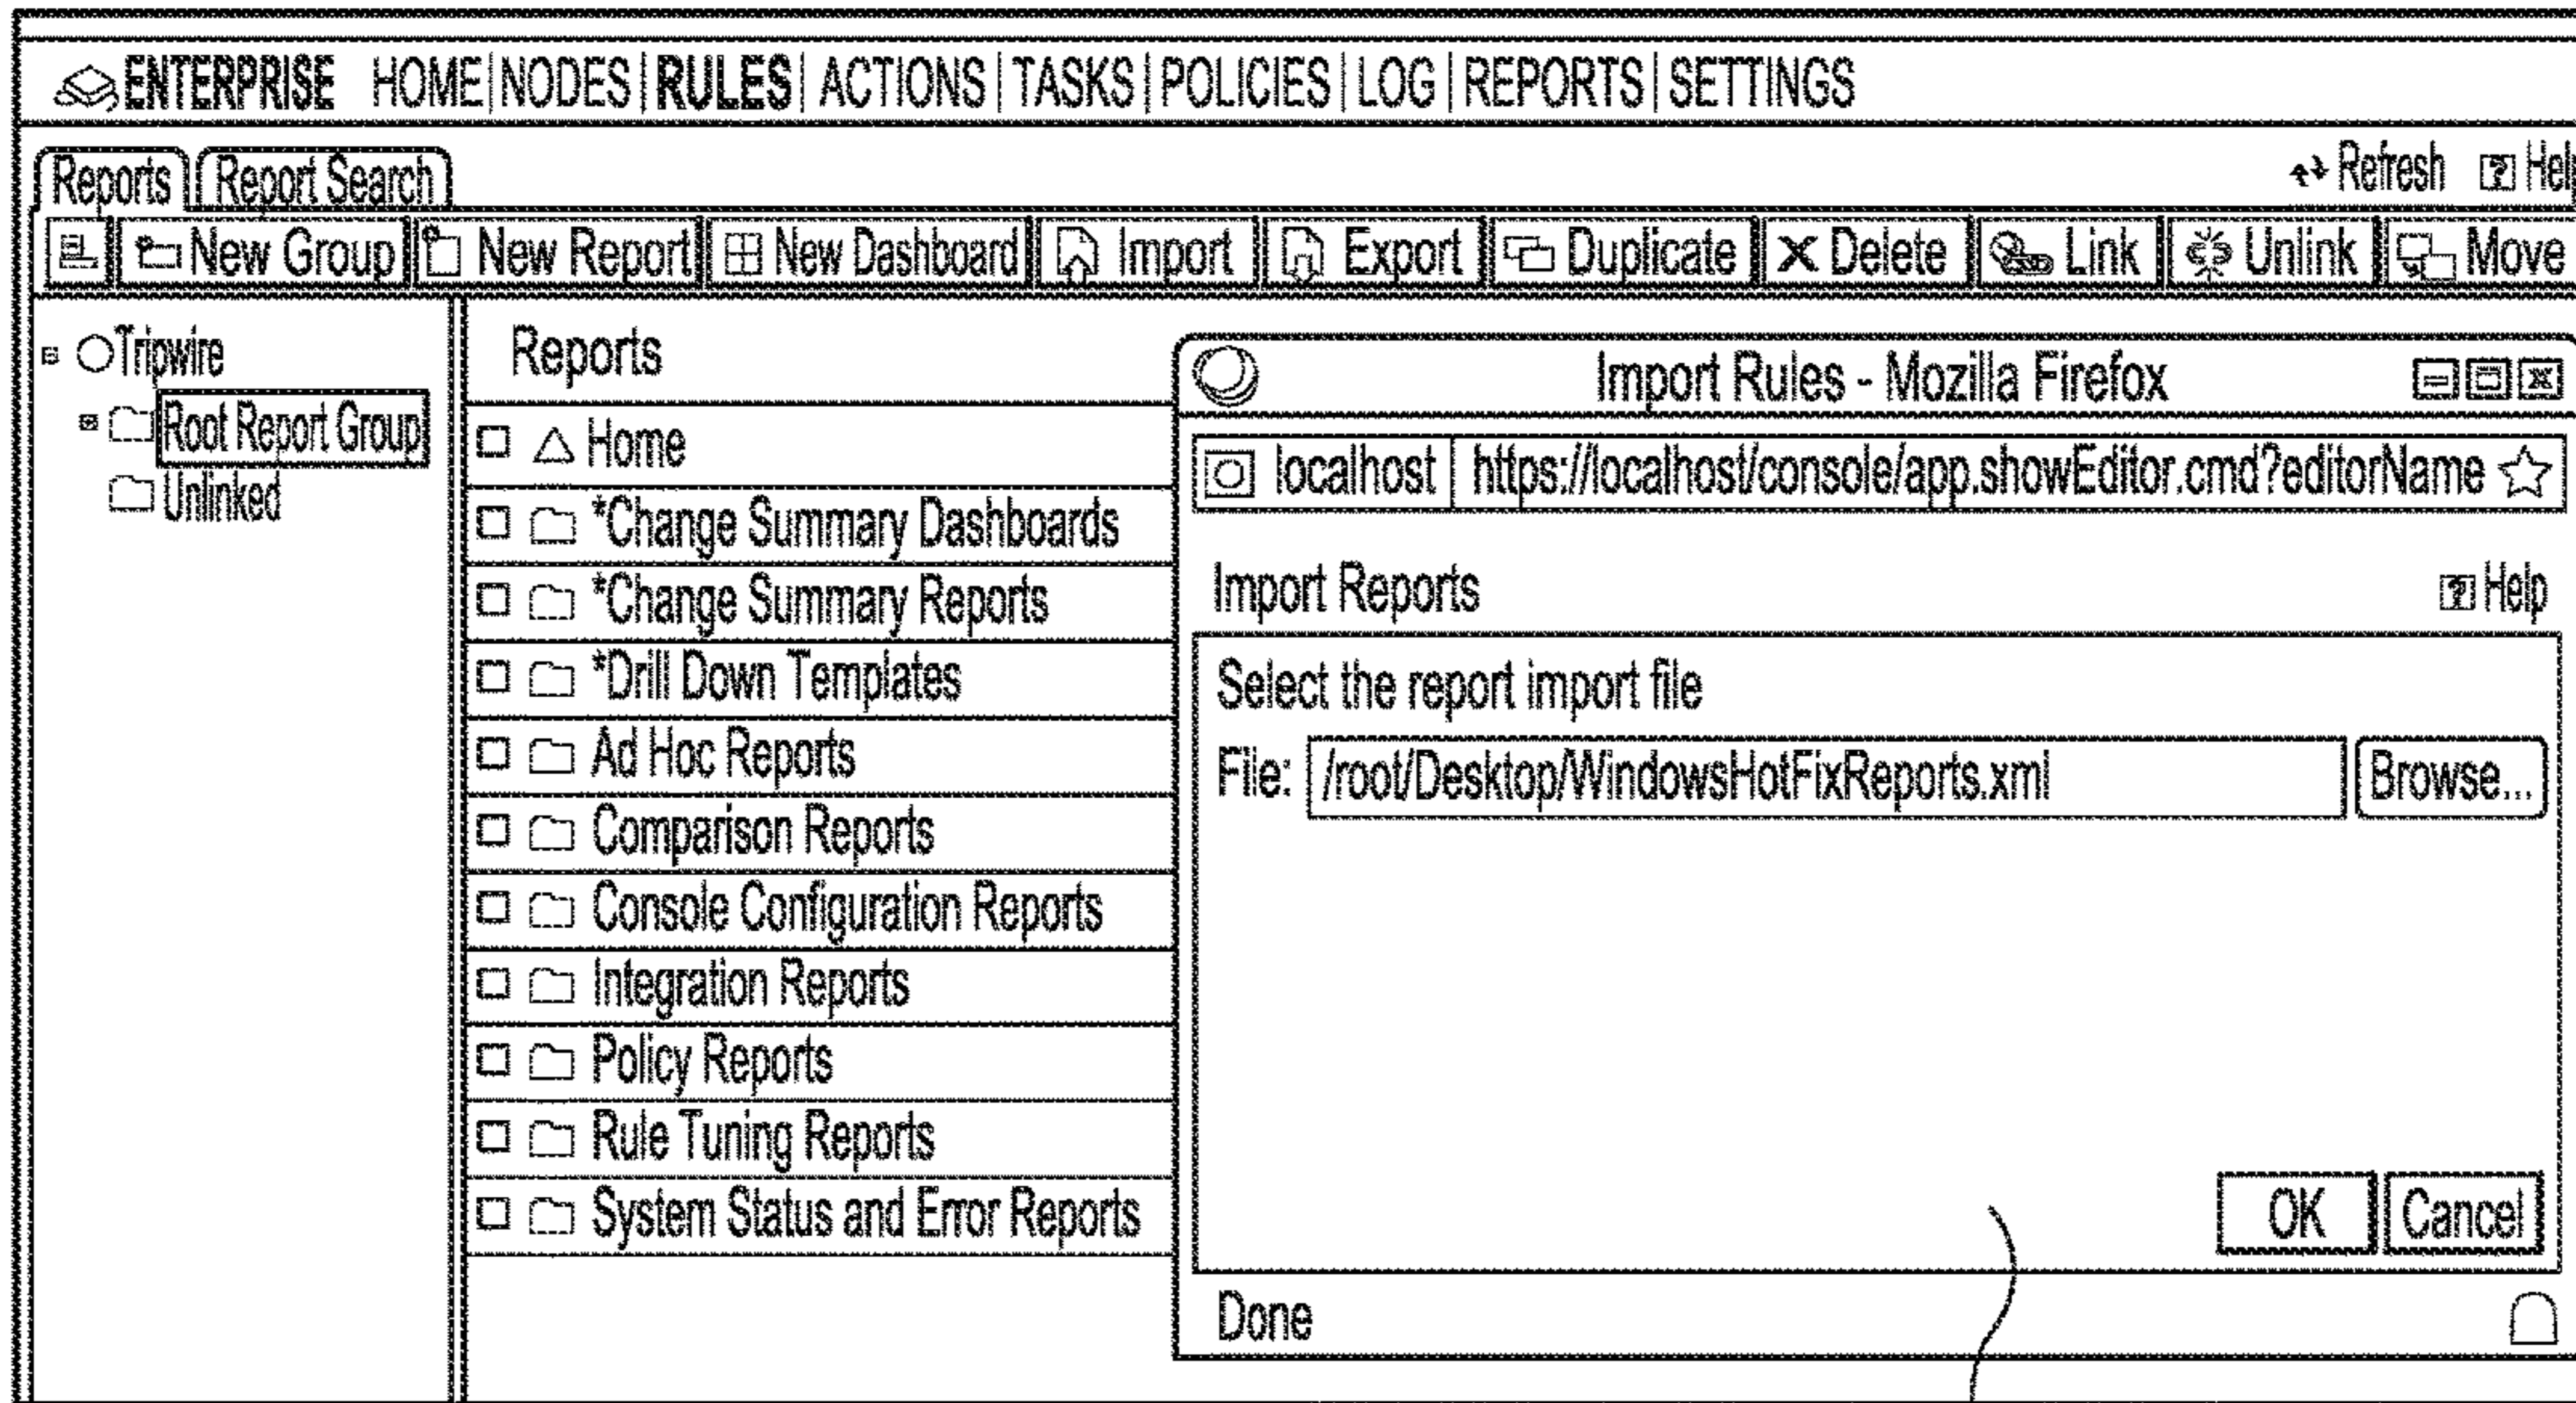 ENTERPRISE HOME | NODES | RULES | ACTIONS | TASKS | POLICIES | LOG | REPORTS | SETTINGS
Reports Report Search Refresh ? Help
New Group New Report New Dashboard Import Export Duplicate Delete Link Unlink Move
Tripwire
Root Report Group
Unlinked
Reports
Home
*Change Summary Dashboards
*Change Summary Reports
*Drill Down Templates
Ad Hoc Reports
Comparison Reports
Console Configuration Reports
Integration Reports
Policy Reports
Rule Tuning Reports
System Status and Error Reports
Import Rules - Mozilla Firefox
localhost https://localhost/console/app.showEditor.cmd?editorName
Import Reports ? Help
Select the report import file
File: /root/Desktop/WindowsHotFixReports.xml Browse...
OK Cancel
Done